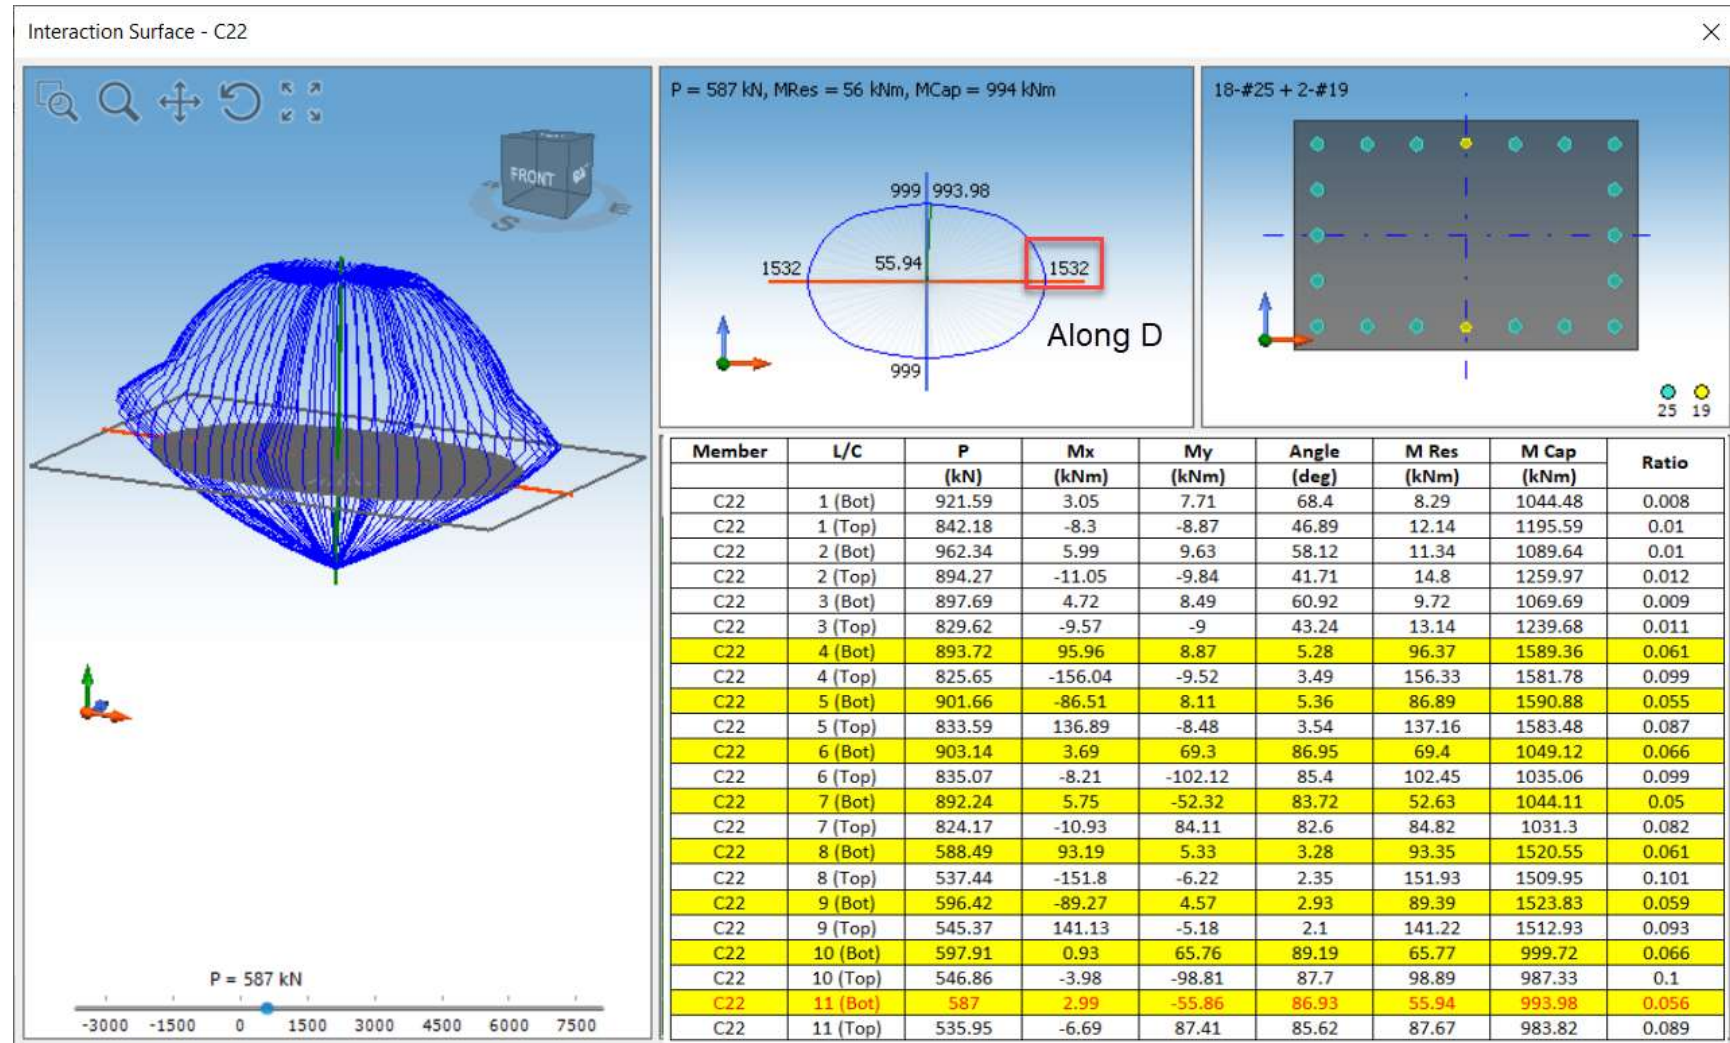 Interaction Surface - C22
FRONT
S
E
P = 587 kN
-3000 -1500 0 1500 3000 4500 6000 7500
P = 587 kN, MRes = 56 kNm, MCap = 994 kNm
999 993.98
1532 55.94 1532
Along D
999
18-#25 + 2-#19
25 19
Member L/C P Mx My Angle M Res M Cap Ratio
(kN) (kNm) (kNm) (deg) (kNm) (kNm)
C22 1 (Bot) 921.59 3.05 7.71 68.4 8.29 1044.48 0.008
C22 1 (Top) 842.18 -8.3 -8.87 46.89 12.14 1195.59 0.01
C22 2 (Bot) 962.34 5.99 9.63 58.12 11.34 1089.64 0.01
C22 2 (Top) 894.27 -11.05 -9.84 41.71 14.8 1259.97 0.012
C22 3 (Bot) 897.69 4.72 8.49 60.92 9.72 1069.69 0.009
C22 3 (Top) 829.62 -9.57 -9 43.24 13.14 1239.68 0.011
C22 4 (Bot) 893.72 95.96 8.87 5.28 96.37 1589.36 0.061
C22 4 (Top) 825.65 -156.04 -9.52 3.49 156.33 1581.78 0.099
C22 5 (Bot) 901.66 -86.51 8.11 5.36 86.89 1590.88 0.055
C22 5 (Top) 833.59 136.89 -8.48 3.54 137.16 1583.48 0.087
C22 6 (Bot) 903.14 3.69 69.3 86.95 69.4 1049.12 0.066
C22 6 (Top) 835.07 -8.21 -102.12 85.4 102.45 1035.06 0.099
C22 7 (Bot) 892.24 5.75 -52.32 83.72 52.63 1044.11 0.05
C22 7 (Top) 824.17 -10.93 84.11 82.6 84.82 1031.3 0.082
C22 8 (Bot) 588.49 93.19 5.33 3.28 93.35 1520.55 0.061
C22 8 (Top) 537.44 -151.8 -6.22 2.35 151.93 1509.95 0.101
C22 9 (Bot) 596.42 -89.27 4.57 2.93 89.39 1523.83 0.059
C22 9 (Top) 545.37 141.13 -5.18 2.1 141.22 1512.93 0.093
C22 10 (Bot) 597.91 0.93 65.76 89.19 65.77 999.72 0.066
C22 10 (Top) 546.86 -3.98 -98.81 87.7 98.89 987.33 0.1
C22 11 (Bot) 587 2.99 -55.86 86.93 55.94 993.98 0.056
C22 11 (Top) 535.95 -6.69 87.41 85.62 87.67 983.82 0.089